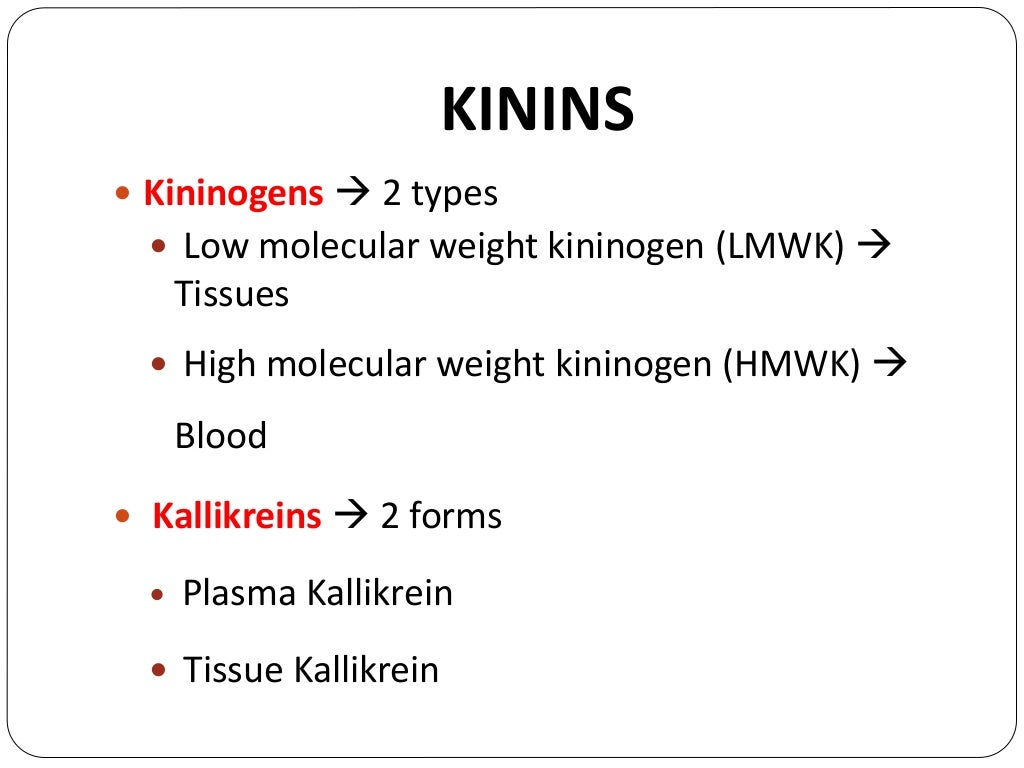 KININS
• Kininogens → 2 types
• Low molecular weight kininogen (LMWK) →
Tissues
• High molecular weight kininogen (HMWK) →
Blood
• Kallikreins → 2 forms
• Plasma Kallikrein
• Tissue Kallikrein